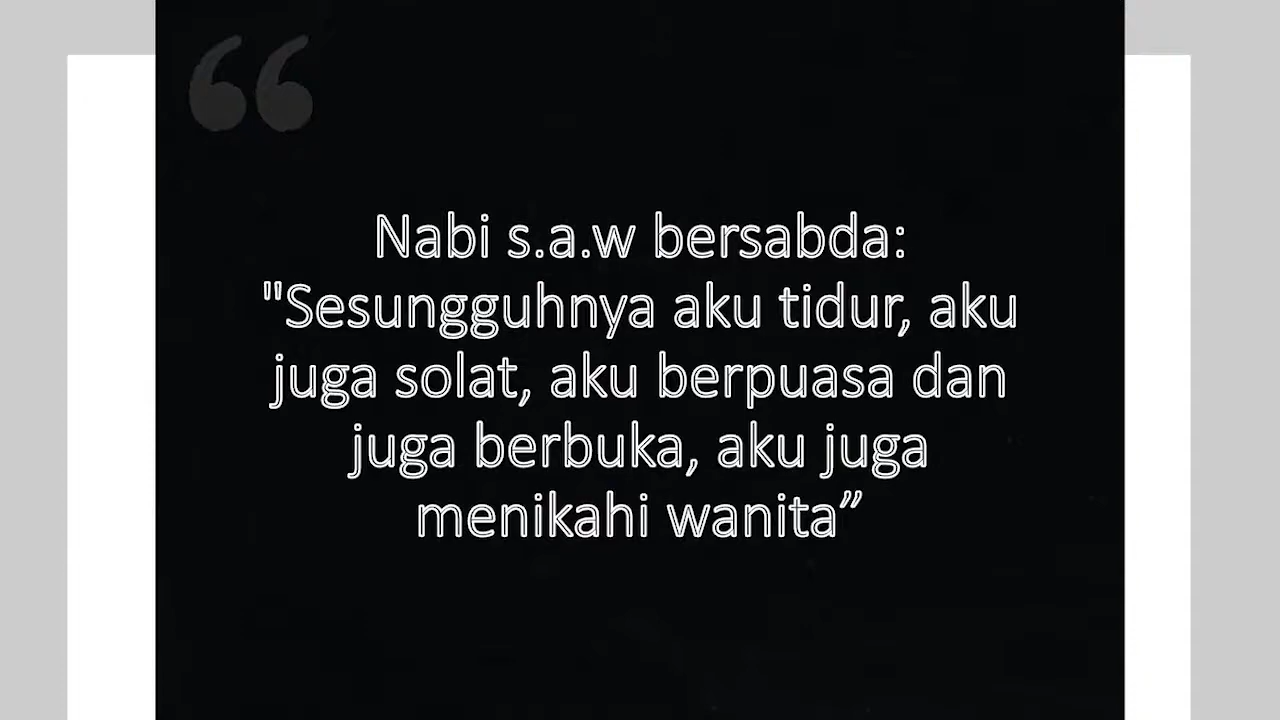 Nabi s.a.w bersabda:
"Sesungguhnya aku tidur, aku
juga solat, aku berpuasa dan
juga berbuka, aku juga
menikahi wanita”